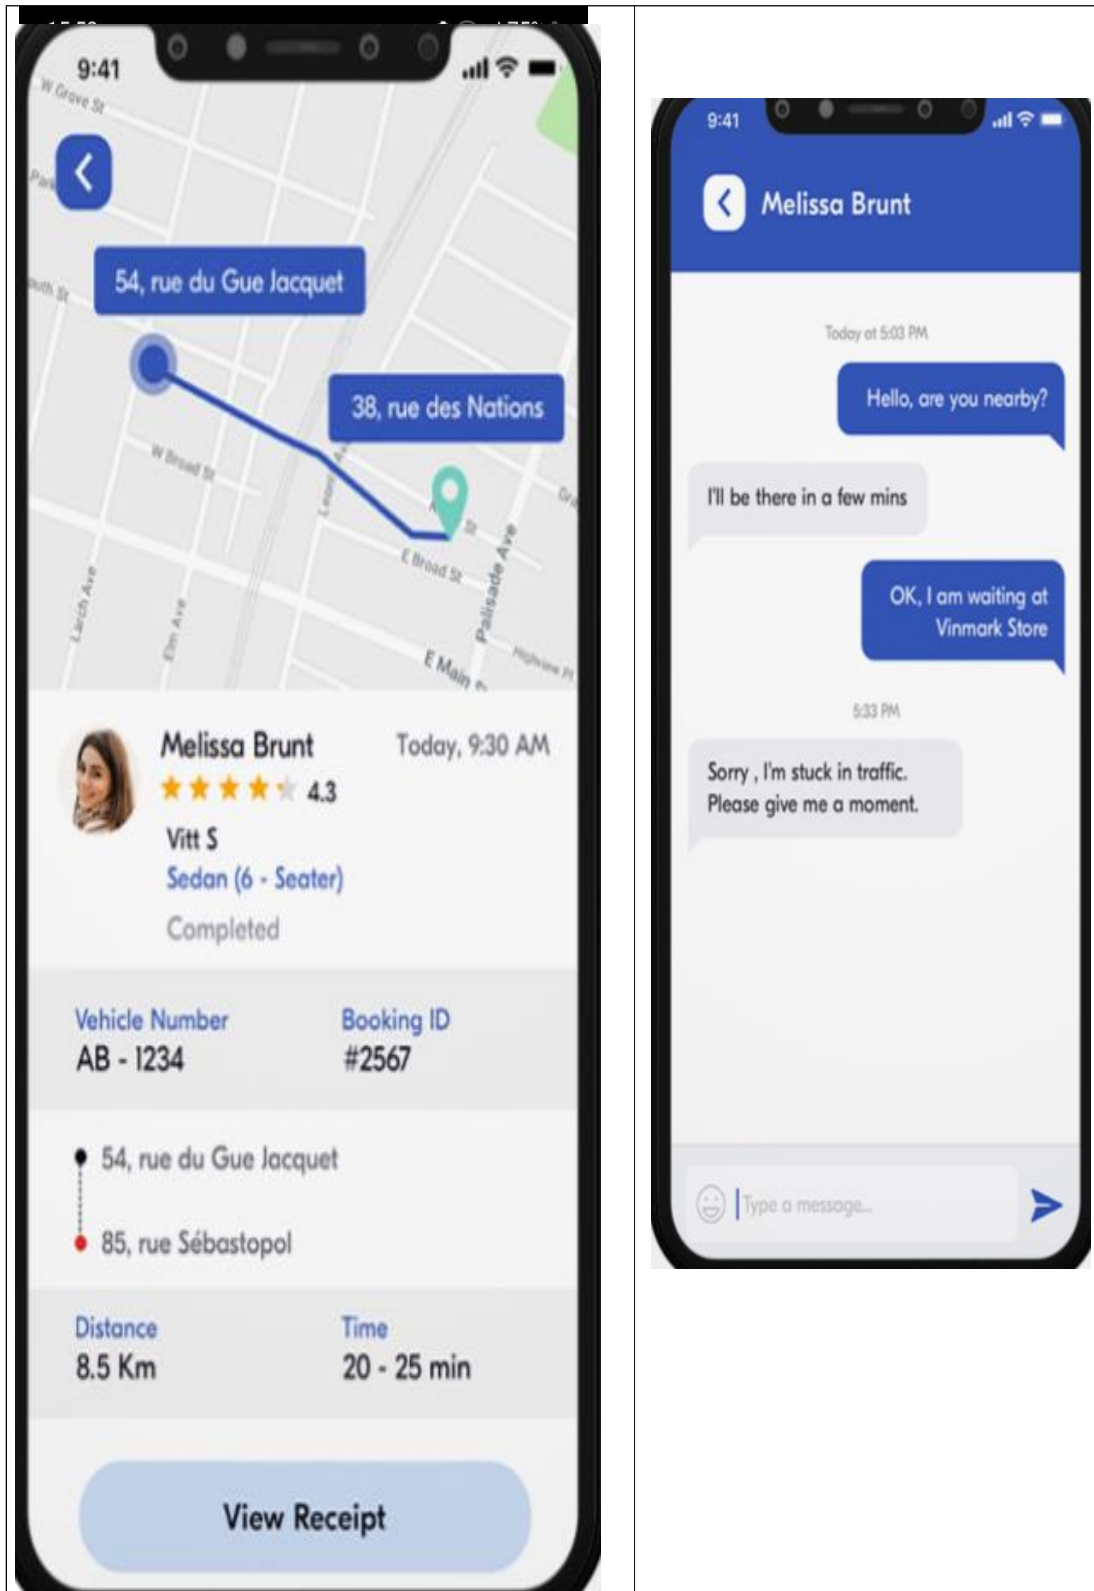 9:41
W Grove St
54, rue du Gue Jacquet
38, rue des Nations
W Broad St
E Broad St
Larch Ave
Elm Ave
Palisade Ave
E Main
Highview Pl
Melissa Brunt
Today, 9:30 AM
4.3
Vitt S
Sedan (6 - Seater)
Completed
Vehicle Number
Booking ID
AB - 1234
#2567
54, rue du Gue Jacquet
85, rue Sébastopol
Distance
Time
8.5 Km
20 - 25 min
View Receipt
9:41
Melissa Brunt
Today at 5:03 PM
Hello, are you nearby?
I'll be there in a few mins
OK, I am waiting at
Vinmark Store
5:33 PM
Sorry , I'm stuck in traffic.
Please give me a moment.
Type a message...